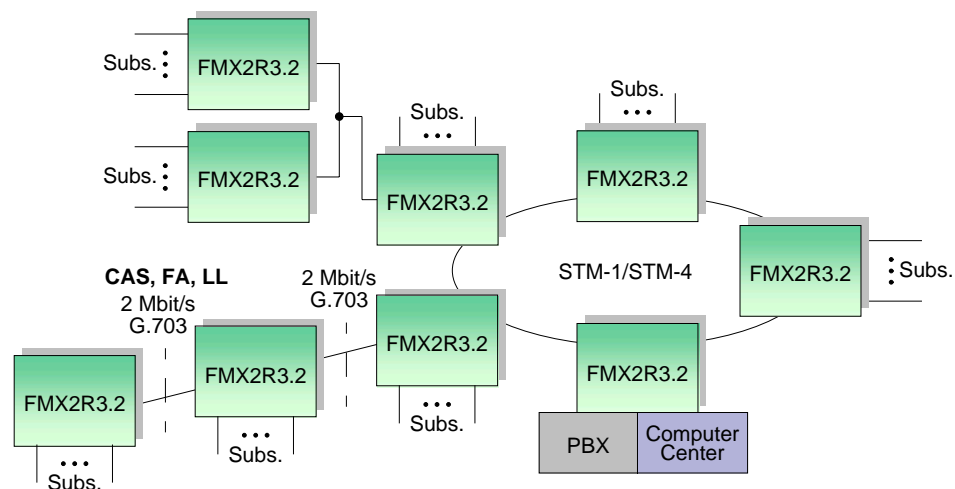 Subs.
FMX2R3.2
Subs.
FMX2R3.2
Subs.
FMX2R3.2
Subs.
FMX2R3.2
FMX2R3.2
Subs.
STM-1/STM-4
CAS, FA, LL
2 Mbit/s
G.703
2 Mbit/s
G.703
FMX2R3.2
Subs.
FMX2R3.2
Subs.
FMX2R3.2
Subs.
FMX2R3.2
PBX
Computer
Center